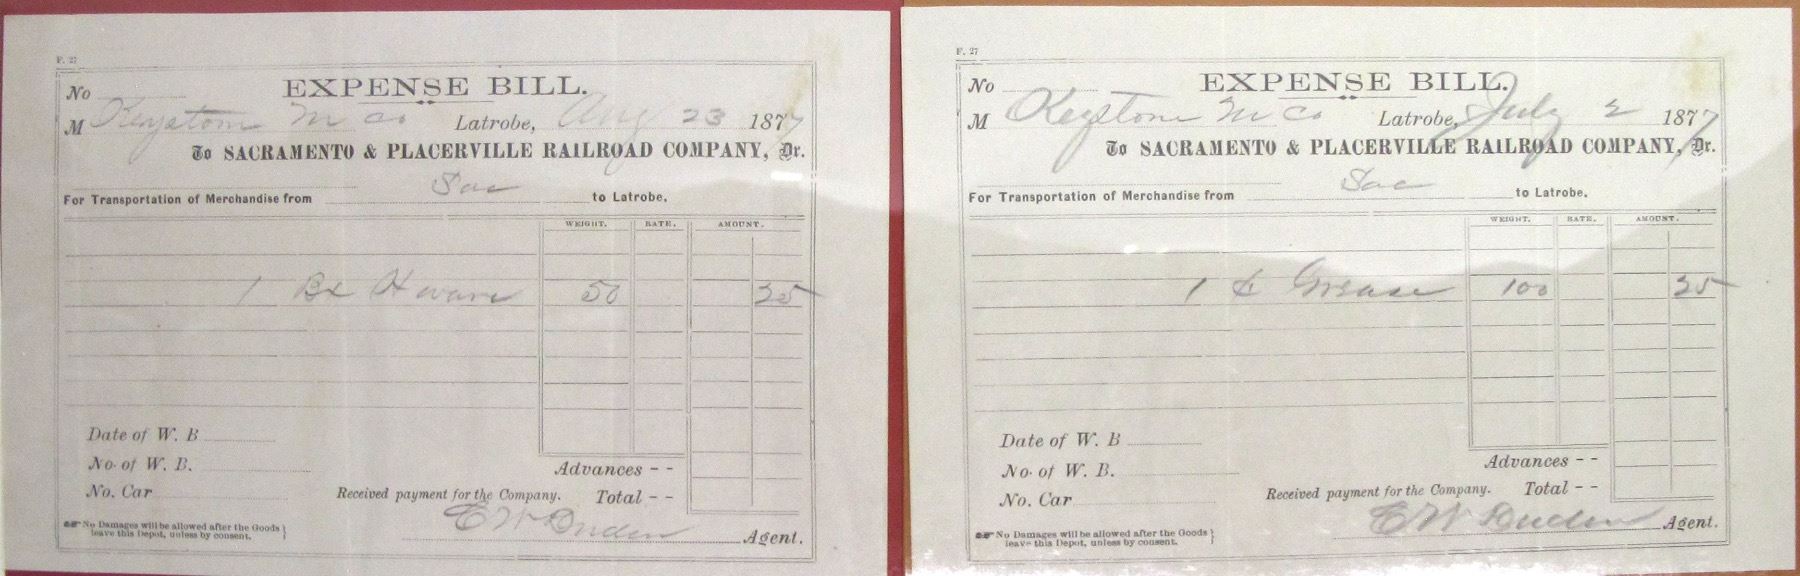 F. 27
EXPENSE BILL.
No
M Keystone M Co Latrobe, Aug 23 1877
To SACRAMENTO & PLACERVILLE RAILROAD COMPANY, Dr.
For Transportation of Merchandise from Sac to Latrobe.
WEIGHT. RATE. AMOUNT.
1 Bx H ware 50 25
Date of W. B
No. of W. B.
Advances - -
No. Car
Received payment for the Company. Total - -
No Damages will be allowed after the Goods
leave this Depot, unless by consent.
E W Duden Agent.
F. 27
EXPENSE BILL.
No
M Keystone M Co Latrobe, July 2 1877
To SACRAMENTO & PLACERVILLE RAILROAD COMPANY, Dr.
For Transportation of Merchandise from Sac to Latrobe.
WEIGHT. RATE. AMOUNT.
1 Grease 100 25
Date of W. B
No. of W. B.
Advances - -
No. Car
Received payment for the Company. Total - -
No Damages will be allowed after the Goods
leave this Depot, unless by consent.
E W Duden Agent.